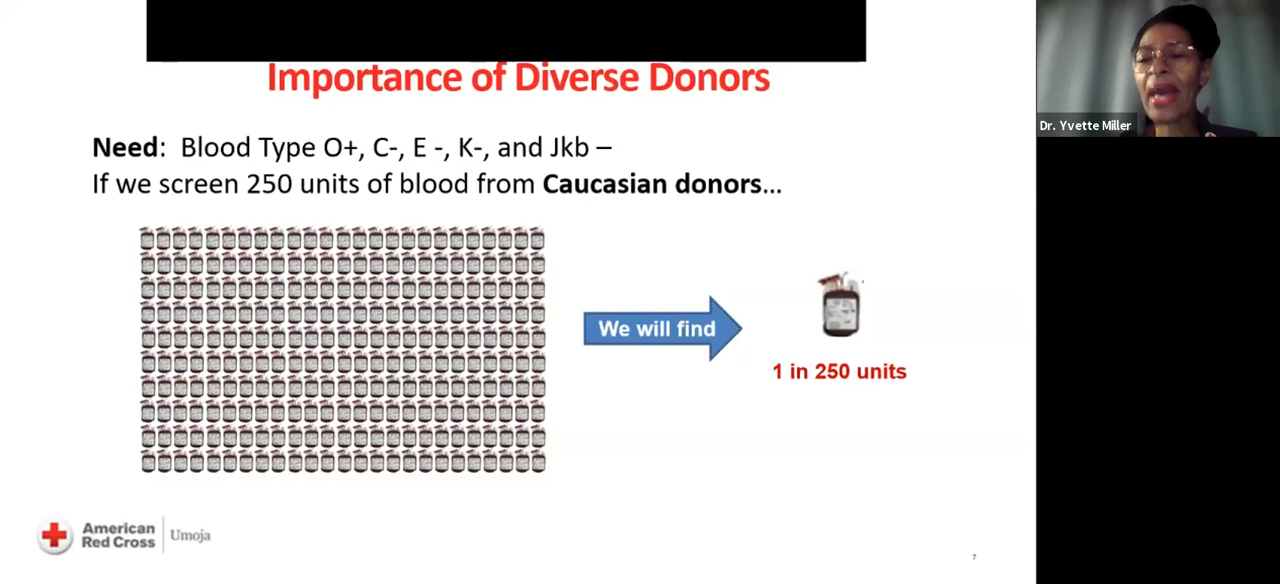 Importance of Diverse Donors
Need: Blood Type O+, C-, E -, K-, and Jkb –
If we screen 250 units of blood from Caucasian donors...
We will find
1 in 250 units
American
Red Cross
Umoja
7
Dr. Yvette Miller